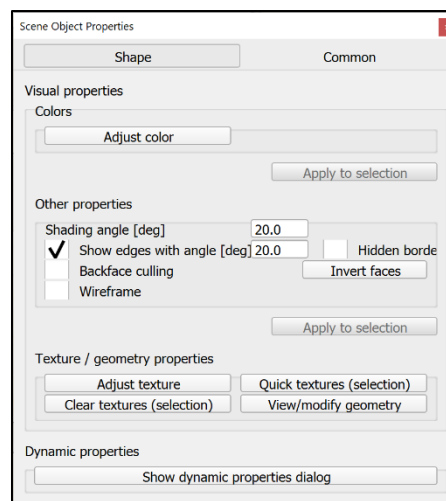 Scene Object Properties
Shape Common
Visual properties
Colors
Adjust color
Apply to selection
Other properties
Shading angle [deg] 20.0
Show edges with angle [deg] 20.0 Hidden borde
Backface culling Invert faces
Wireframe
Apply to selection
Texture / geometry properties
Adjust texture Quick textures (selection)
Clear textures (selection) View/modify geometry
Dynamic properties
Show dynamic properties dialog